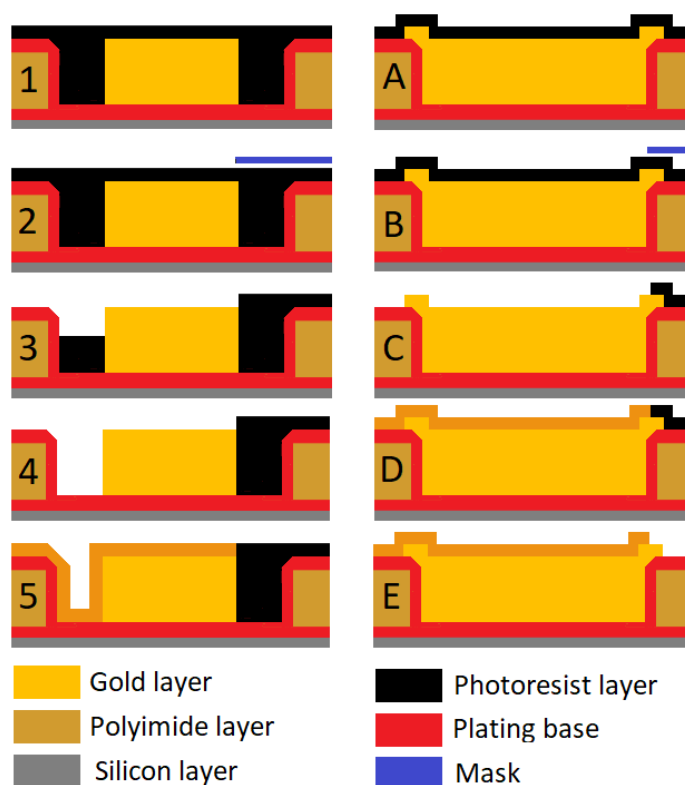 1
A
2
B
3
C
4
D
5
E
Gold layer
Photoresist layer
Polyimide layer
Plating base
Silicon layer
Mask